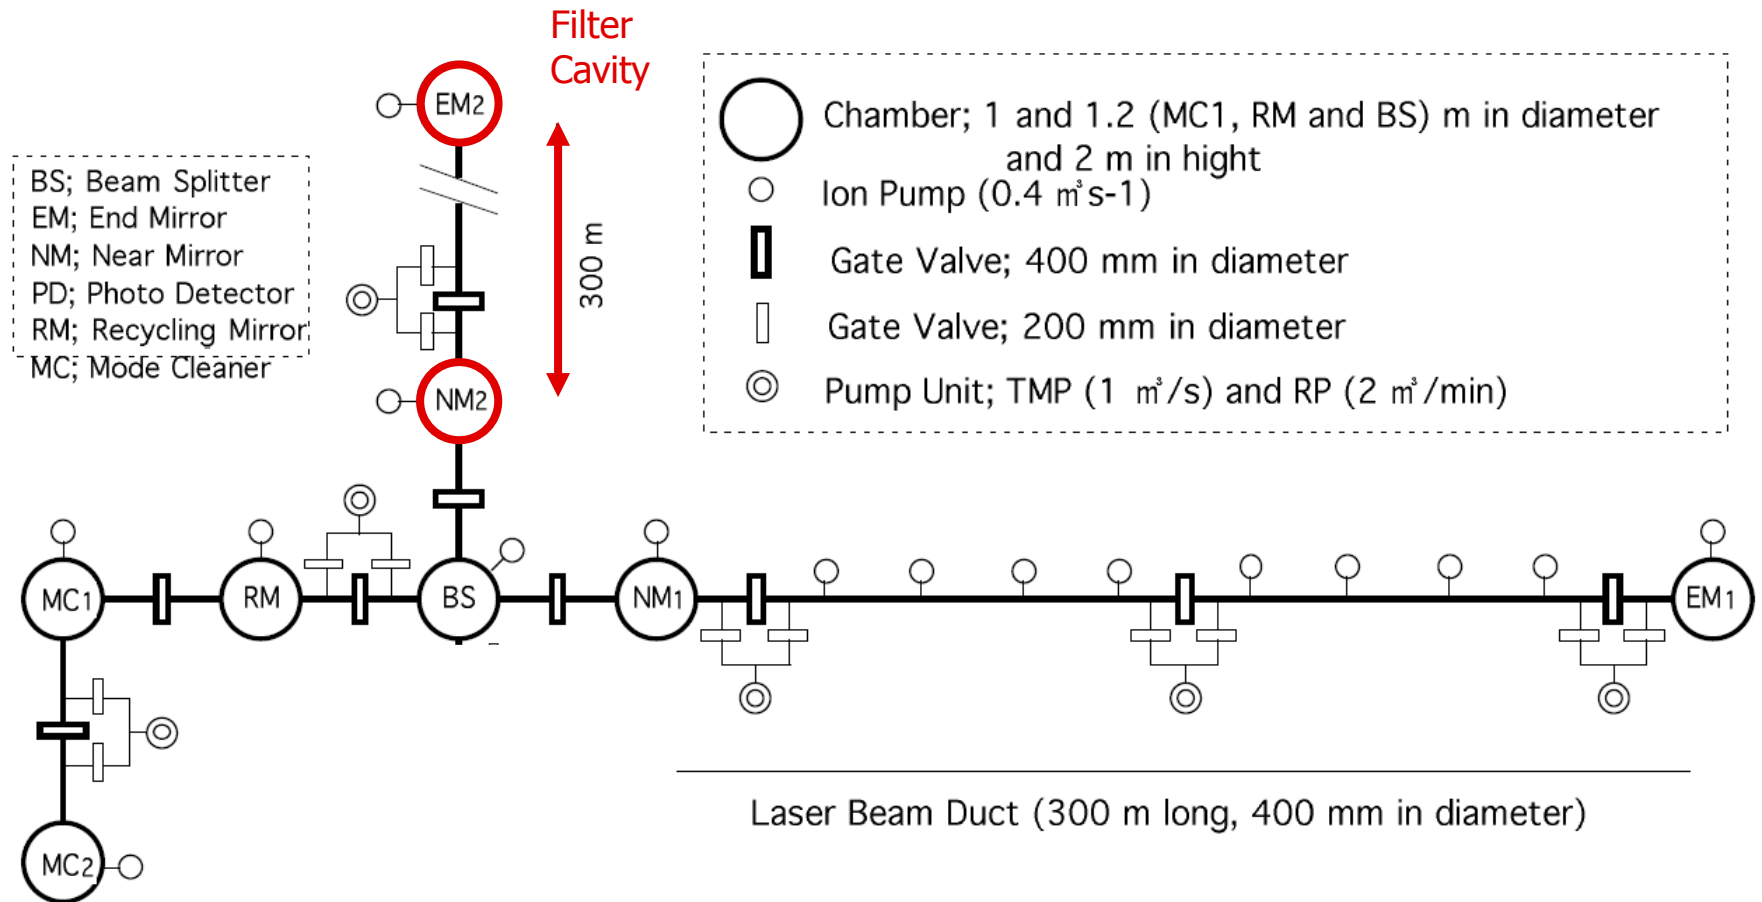 Filter
Cavity
EM2
BS; Beam Splitter
EM; End Mirror
NM; Near Mirror
PD; Photo Detector
RM; Recycling Mirror
MC; Mode Cleaner
300 m
NM2
Chamber; 1 and 1.2 (MC1, RM and BS) m in diameter
and 2 m in hight
Ion Pump (0.4 m³s-1)
Gate Valve; 400 mm in diameter
Gate Valve; 200 mm in diameter
Pump Unit; TMP (1 m³/s) and RP (2 m³/min)
MC1
RM
BS
NM1
EM1
MC2
Laser Beam Duct (300 m long, 400 mm in diameter)